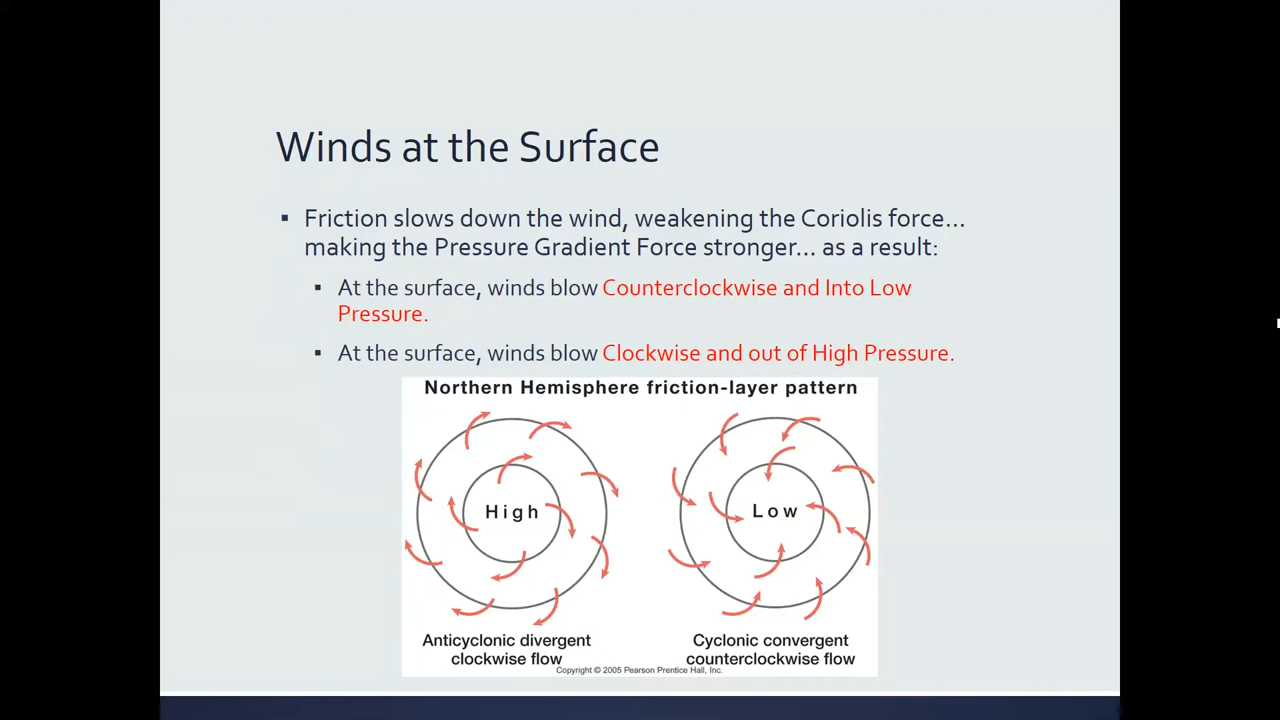 Winds at the Surface
▪ Friction slows down the wind, weakening the Coriolis force…
making the Pressure Gradient Force stronger… as a result:
▪ At the surface, winds blow Counterclockwise and Into Low
Pressure.
▪ At the surface, winds blow Clockwise and out of High Pressure.
Northern Hemisphere friction-layer pattern
High
Low
Anticyclonic divergent
clockwise flow
Cyclonic convergent
counterclockwise flow
Copyright © 2005 Pearson Prentice Hall, Inc.